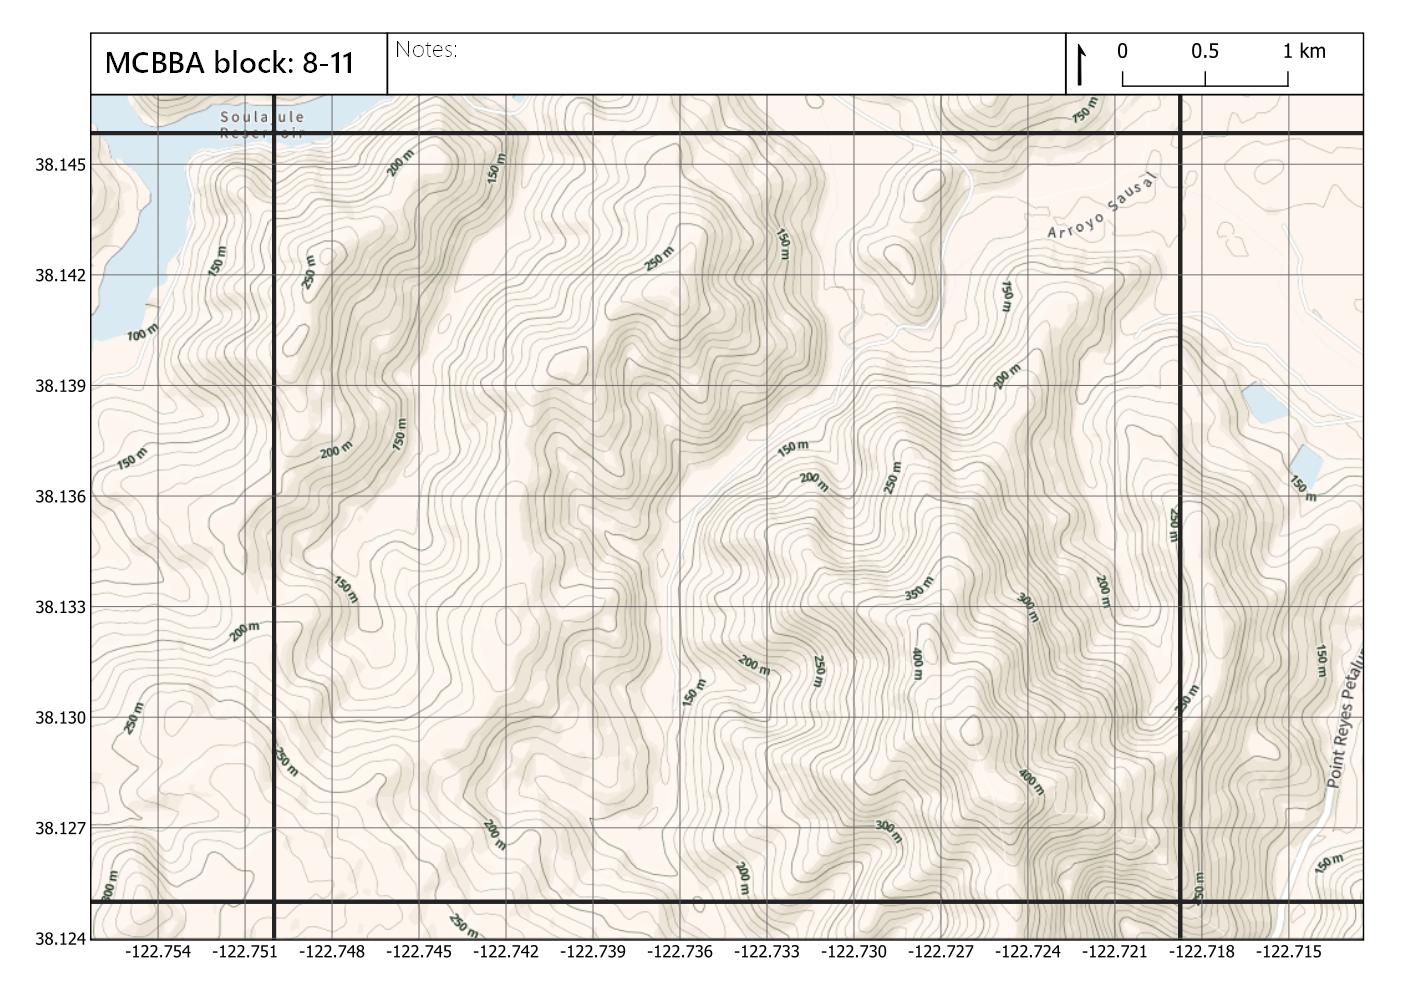 MCBBA block: 8-11
Notes:
0 0.5 1 km
Soulajule
Reservoir
750 m
200 m
150 m
38.145
Arroyo Sausal
150 m
250 m
150 m
250 m
38.142
150 m
100 m
38.139
200 m
150 m
200 m
150 m
150 m
200 m
250 m
150 m
38.136
250 m
150 m
350 m
200 m
300 m
38.133
200 m
200 m
250 m
400 m
150 m
150 m
250 m
38.130
250 m
Point Reyes Petalu
250 m
400 m
38.127
200 m
300 m
150 m
200 m
300 m
250 m
250 m
38.124
-122.754 -122.751 -122.748 -122.745 -122.742 -122.739 -122.736 -122.733 -122.730 -122.727 -122.724 -122.721 -122.718 -122.715